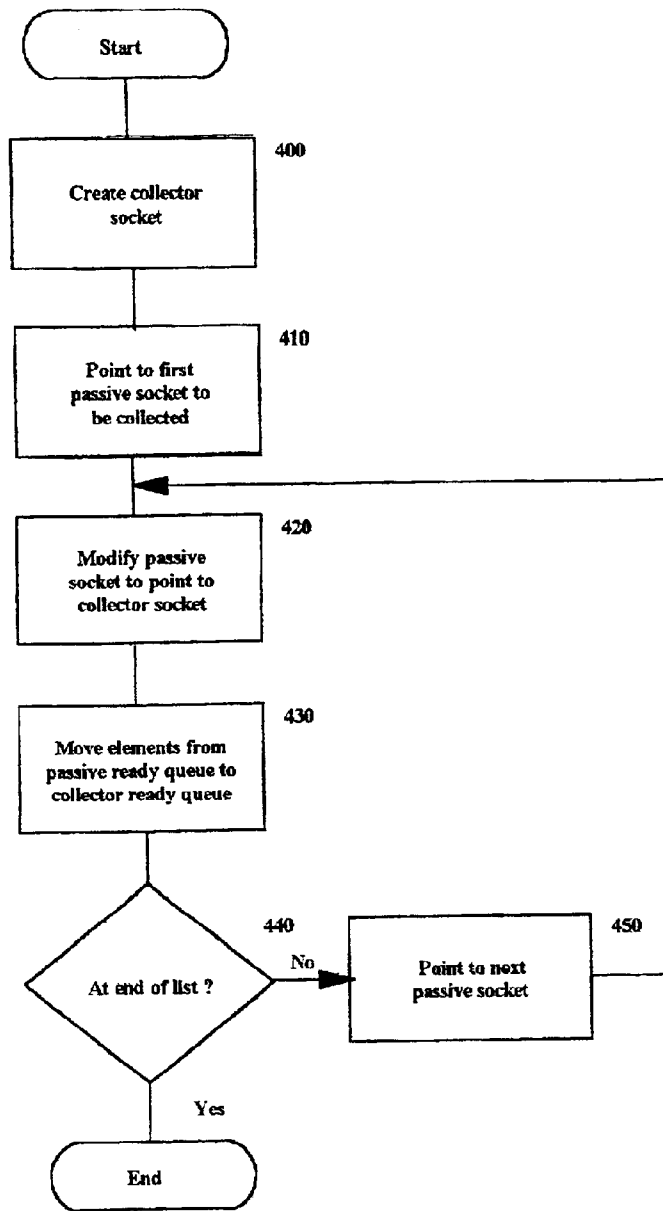 Start
400
Create collector
socket
410
Point to first
passive socket to
be collected
420
Modify passive
socket to point to
collector socket
430
Move elements from
passive ready queue to
collector ready queue
440
At end of list ?
No
450
Point to next
passive socket
Yes
End